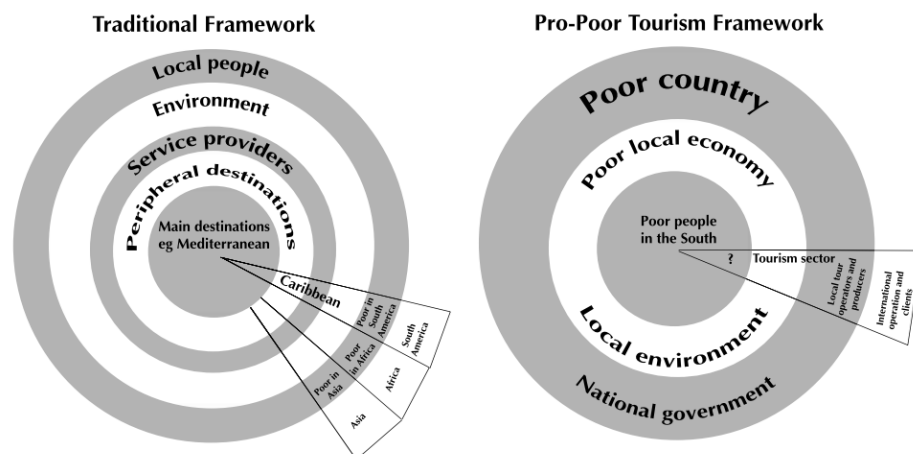 Traditional Framework
Local people
Environment
Service providers
Peripheral destinations
Main destinations
eg Mediterranean
Caribbean
Poor in
South
America
South
America
Poor
in Africa
Africa
Poor in
Asia
Asia
Pro-Poor Tourism Framework
Poor country
Poor local economy
Poor people
in the South
?
Tourism sector
Local tour
operators and
producers
International
operation and
clients
Local environment
National government